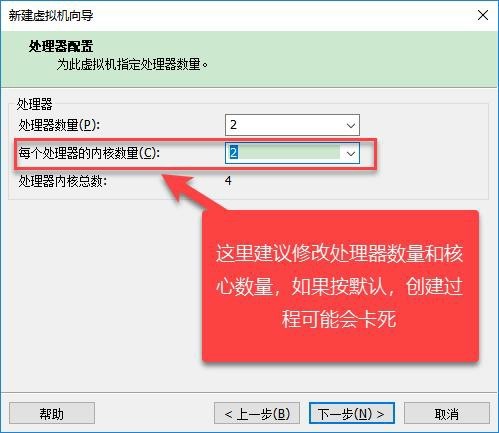 新建虚拟机向导
处理器配置
为此虚拟机指定处理器数量。
处理器
处理器数量(P):
2
每个处理器的内核数量(C):
2
处理器内核总数:
4
这里建议修改处理器数量和核
心数量，如果按默认，创建过
程可能会卡死
帮助
< 上一步(B)
下一步(N) >
取消